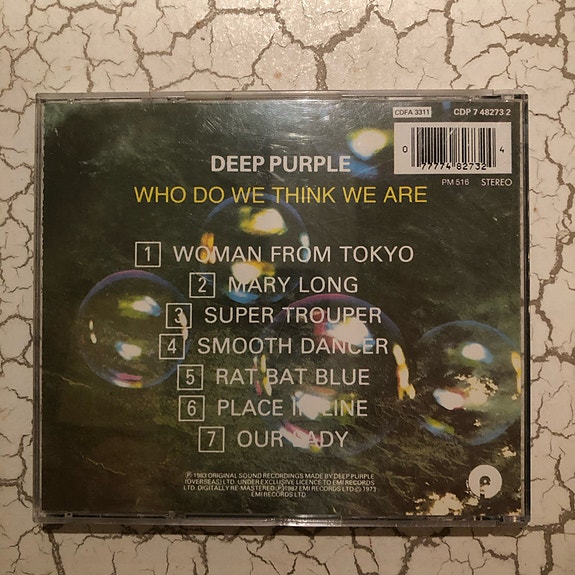 CDFA 3311 CDP 7 48273 2
0 77774 82732 4
PM 516 STEREO
DEEP PURPLE
WHO DO WE THINK WE ARE
1 WOMAN FROM TOKYO
2 MARY LONG
3 SUPER TROUPER
4 SMOOTH DANCER
5 RAT BAT BLUE
6 PLACE IN LINE
7 OUR LADY
℗ 1983 ORIGINAL SOUND RECORDINGS MADE BY DEEP PURPLE
(OVERSEAS) LTD. UNDER EXCLUSIVE LICENCE TO EMI RECORDS
LTD. DIGITALLY RE-MASTERED ℗ 1987 EMI RECORDS LTD © 1973
EMI RECORDS LTD.